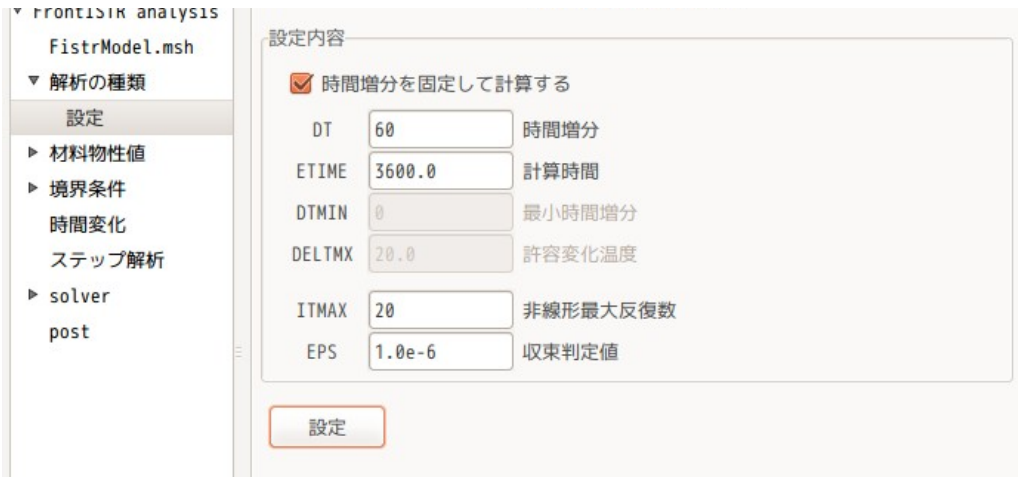 FrontISTR analysis
FistrModel.msh
解析の種類
設定
材料物性値
境界条件
時間変化
ステップ解析
solver
post
設定内容
時間増分を固定して計算する
DT 60 時間増分
ETIME 3600.0 計算時間
DTMIN 0 最小時間増分
DELTMX 20.0 許容変化温度
ITMAX 20 非線形最大反復数
EPS 1.0e-6 収束判定値
設定